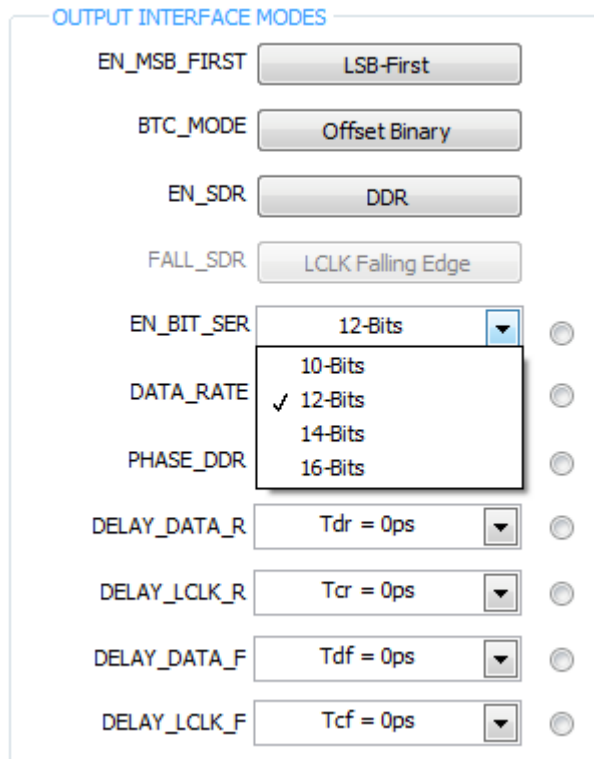 OUTPUT INTERFACE MODES
EN_MSB_FIRST LSB-First
BTC_MODE Offset Binary
EN_SDR DDR
FALL_SDR LCLK Falling Edge
EN_BIT_SER 12-Bits
10-Bits
DATA_RATE ✓ 12-Bits
14-Bits
PHASE_DDR 16-Bits
DELAY_DATA_R Tdr = 0ps
DELAY_LCLK_R Tcr = 0ps
DELAY_DATA_F Tdf = 0ps
DELAY_LCLK_F Tcf = 0ps